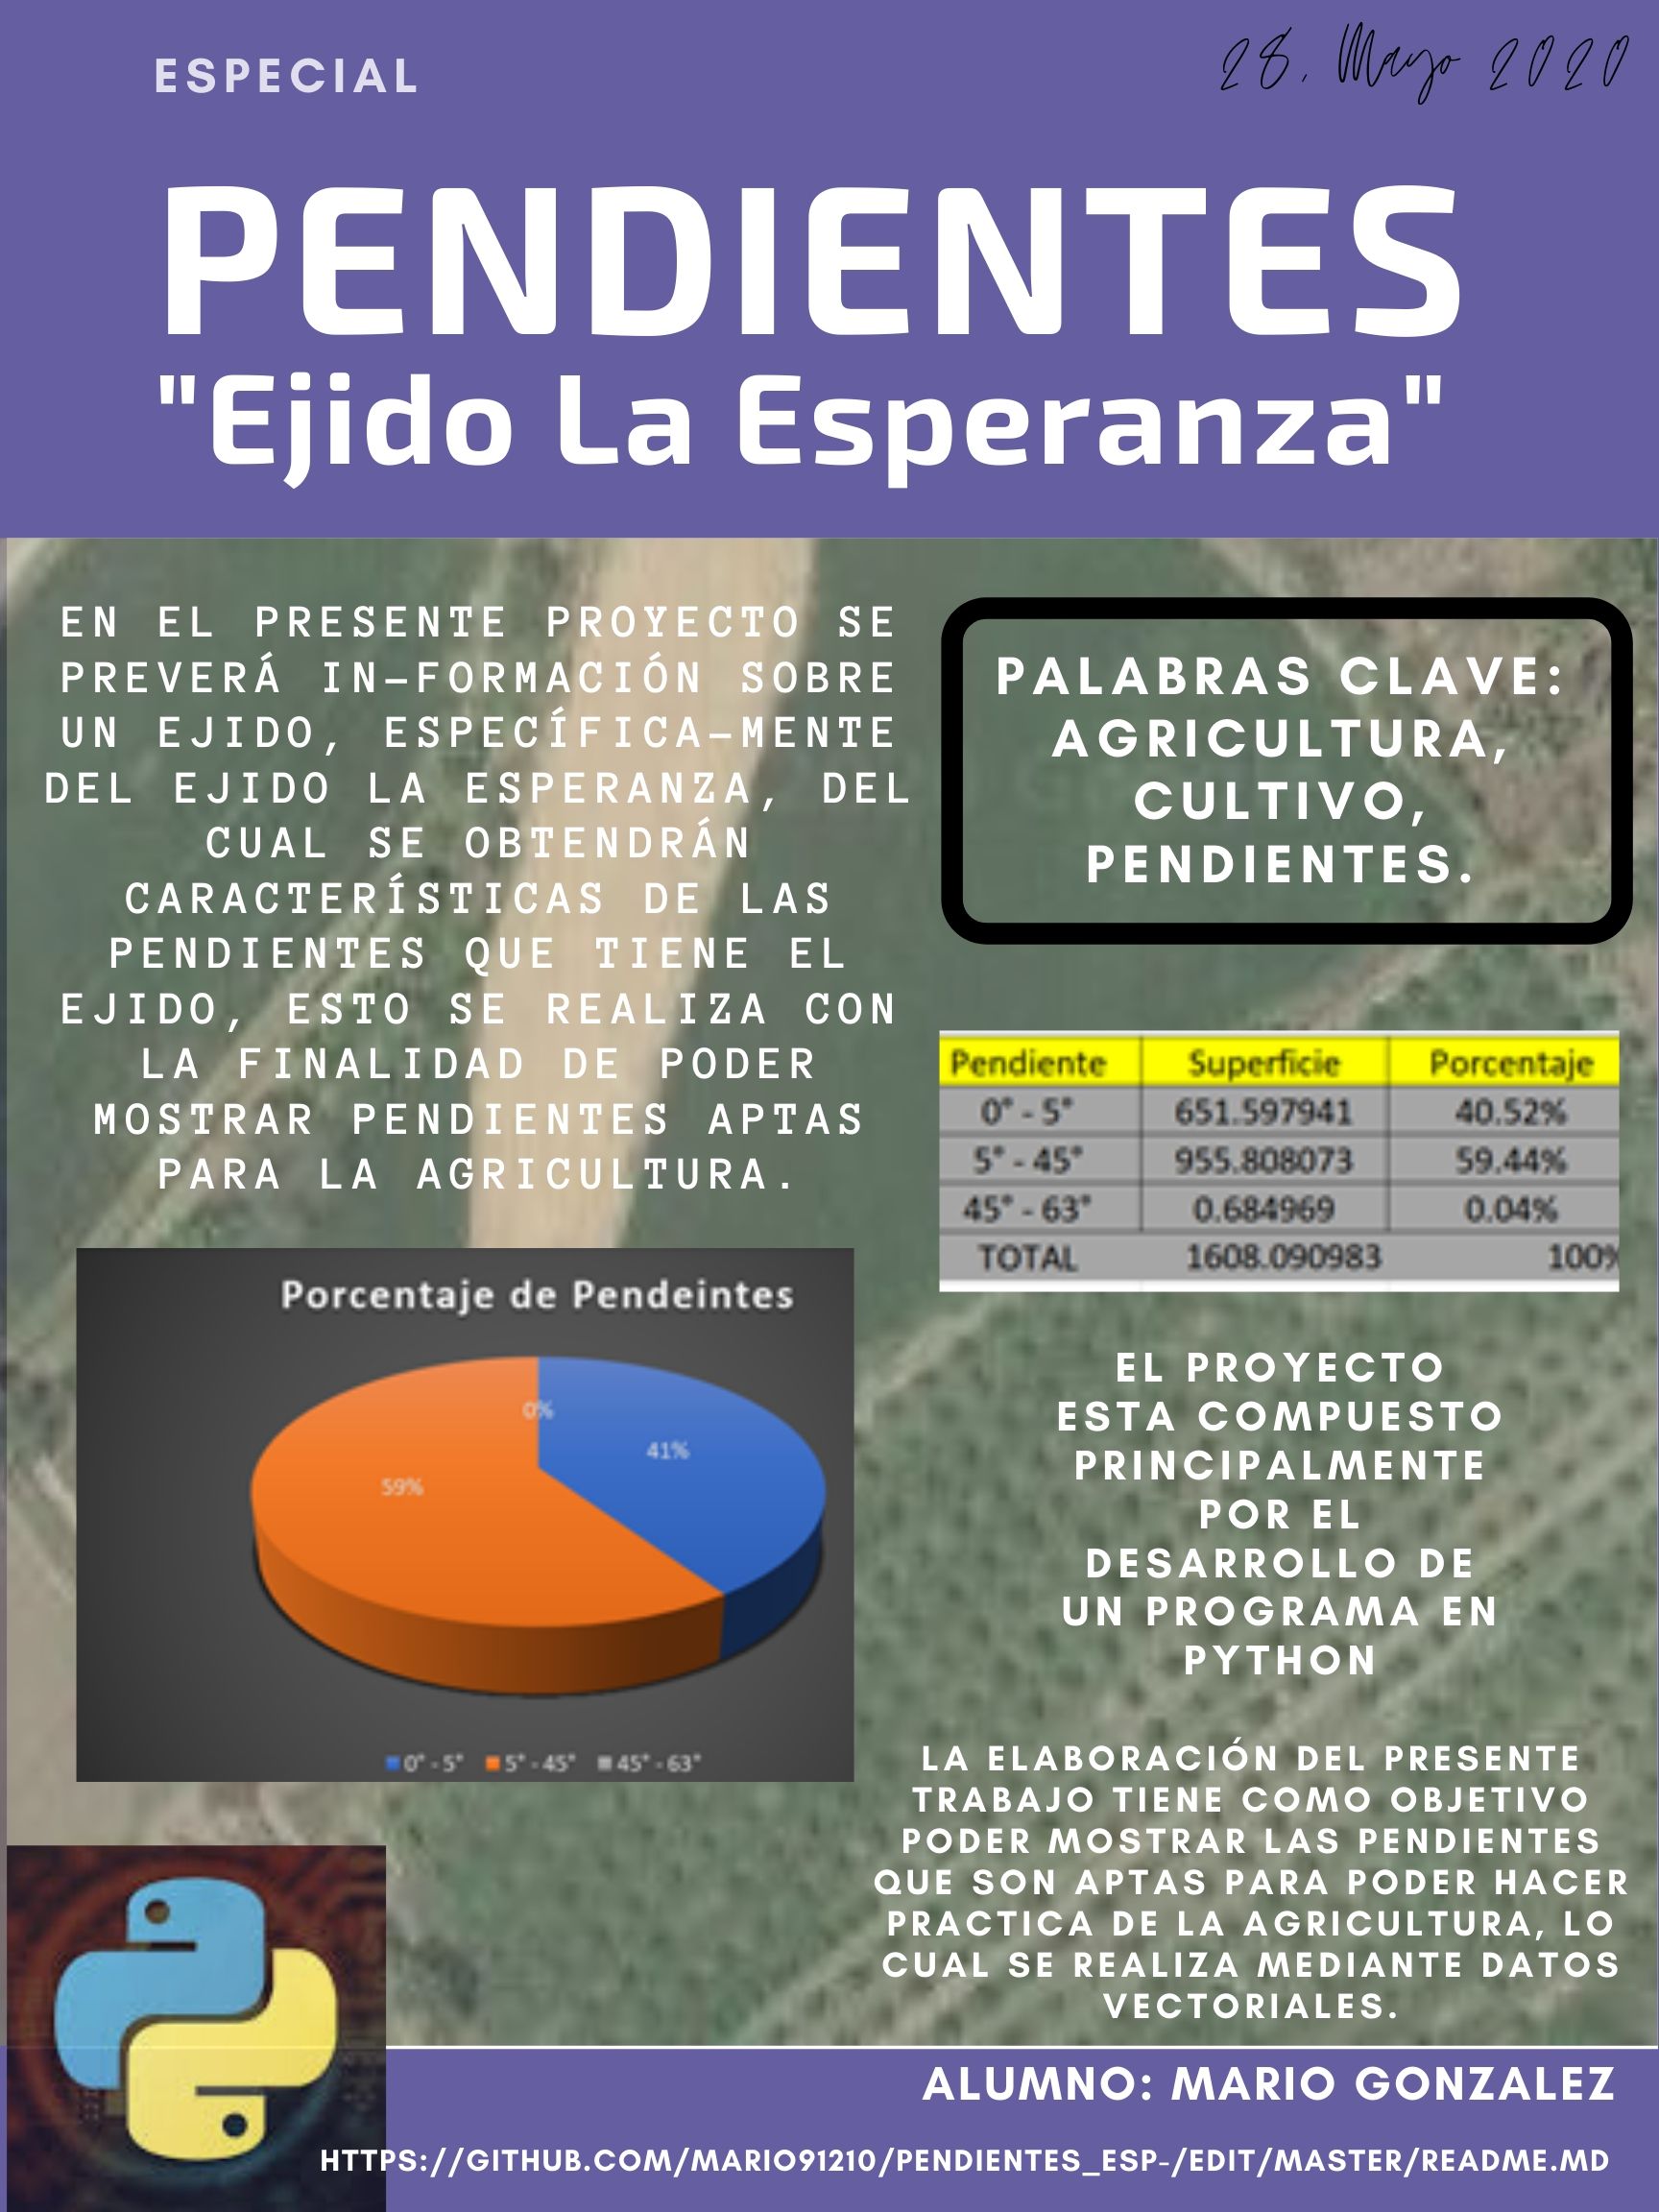 ESPECIAL
28. Mayo 2020
PENDIENTES
"Ejido La Esperanza"
EN EL PRESENTE PROYECTO SE
PREVERÁ IN-FORMACIÓN SOBRE
UN EJIDO, ESPECÍFICA-MENTE
DEL EJIDO LA ESPERANZA, DEL
CUAL SE OBTENDRÁN
CARACTERÍSTICAS DE LAS
PENDIENTES QUE TIENE EL
EJIDO, ESTO SE REALIZA CON
LA FINALIDAD DE PODER
MOSTRAR PENDIENTES APTAS
PARA LA AGRICULTURA.
PALABRAS CLAVE:
AGRICULTURA,
CULTIVO,
PENDIENTES.
Pendiente Superficie Porcentaje
0° - 5° 651.597941 40.52%
5° - 45° 955.808073 59.44%
45° - 63° 0.684969 0.04%
TOTAL 1608.090983 100%
Porcentaje de Pendeintes
0%
41%
59%
0° - 5° 5° - 45° 45° - 63°
EL PROYECTO
ESTA COMPUESTO
PRINCIPALMENTE
POR EL
DESARROLLO DE
UN PROGRAMA EN
PYTHON
LA ELABORACIÓN DEL PRESENTE
TRABAJO TIENE COMO OBJETIVO
PODER MOSTRAR LAS PENDIENTES
QUE SON APTAS PARA PODER HACER
PRACTICA DE LA AGRICULTURA, LO
CUAL SE REALIZA MEDIANTE DATOS
VECTORIALES.
ALUMNO: MARIO GONZALEZ
HTTPS://GITHUB.COM/MARIO91210/PENDIENTES_ESP-/EDIT/MASTER/README.MD